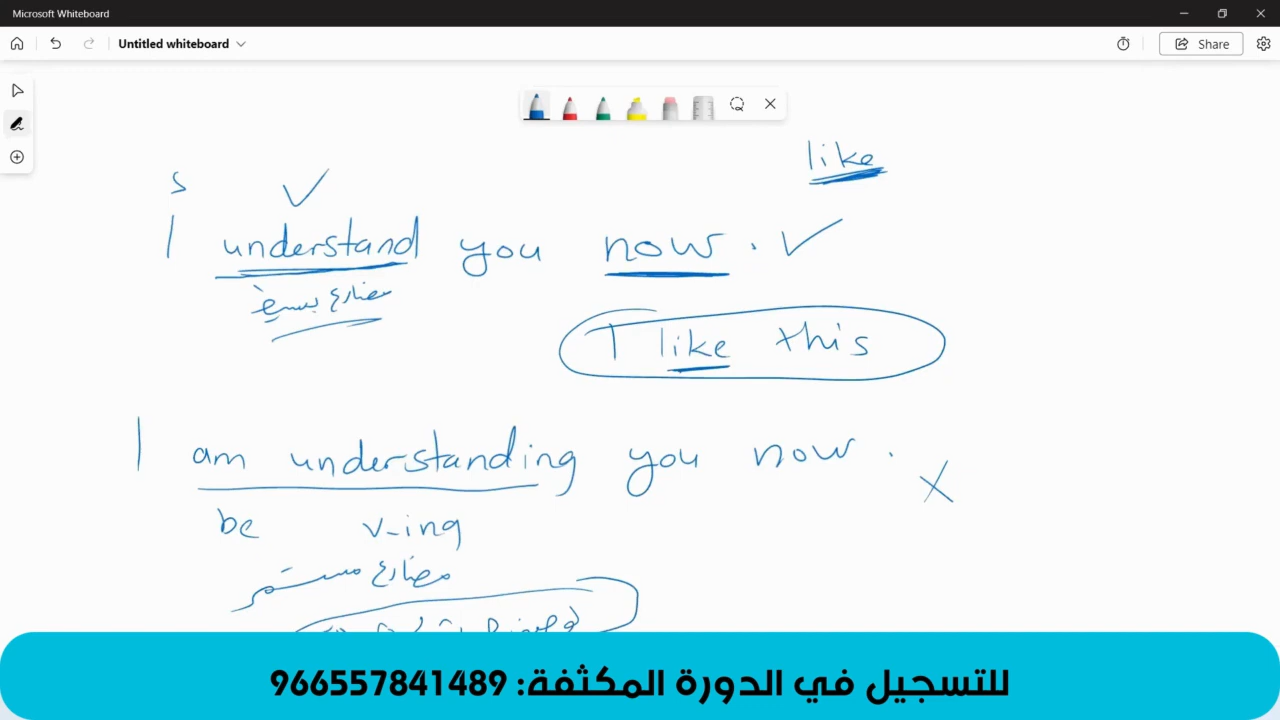 Microsoft Whiteboard
Untitled whiteboard
Share
like
s
I understand you now.
مضارع بسيط
I like this
I am understanding you now.
be v-ing
مضارع مستمر
للتسجيل في الدورة المكثفة: 966557841489